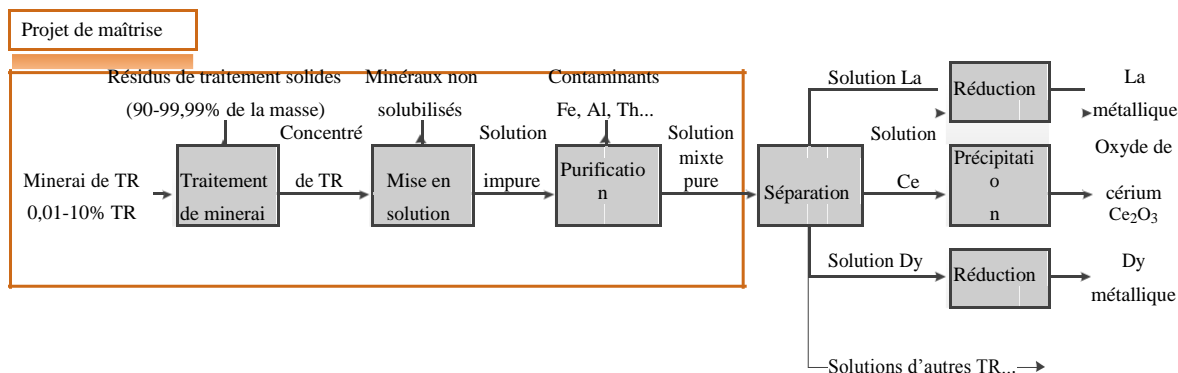 Projet de maîtrise
Résidus de traitement solides
(90-99,99% de la masse)
Minéraux non
solubilisés
Contaminants
Fe, Al, Th...
Minerai de TR
0,01-10% TR
Traitement
de minerai
Concentré
de TR
Mise en
solution
Solution
impure
Purificatio
n
Solution
mixte
pure
Séparation
Solution La
Réduction
La
métallique
Solution
Ce
Précipitati
o
n
Oxyde de
cérium
Ce₂O₃
Solution Dy
Réduction
Dy
métallique
Solutions d'autres TR...